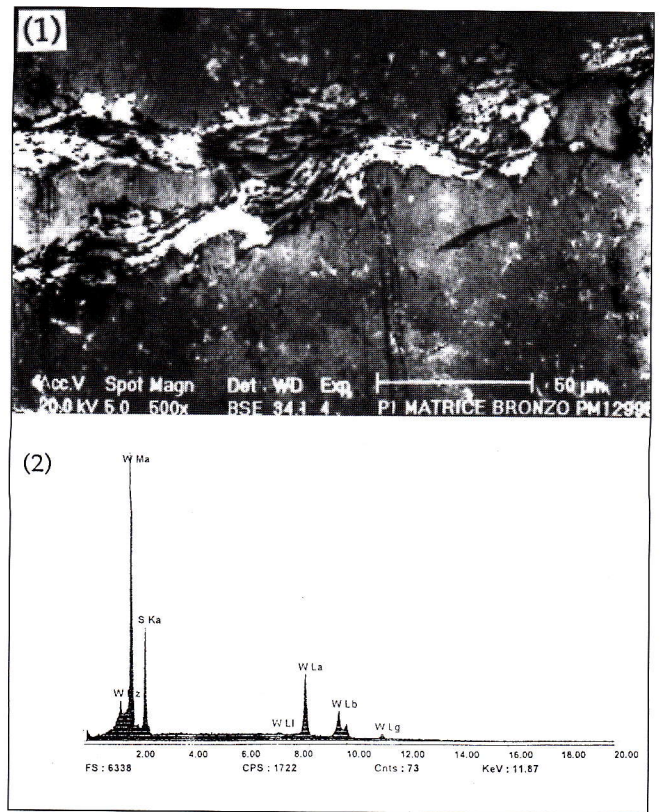 (1)
Acc.V Spot Magn Det WD Exp 50 µm
20.0 kV 5.0 500x BSE 34.1 4 PI MATRICE BRONZO
(2)
W Ma
S Ka
W La
W Lb
W Ll
W Lg
2.00 4.00 6.00 8.00 10.00 12.00 14.00 16.00 18.00 20.00
FS : 6338 CPS : 1722 Cnts : 73 KeV : 11.87